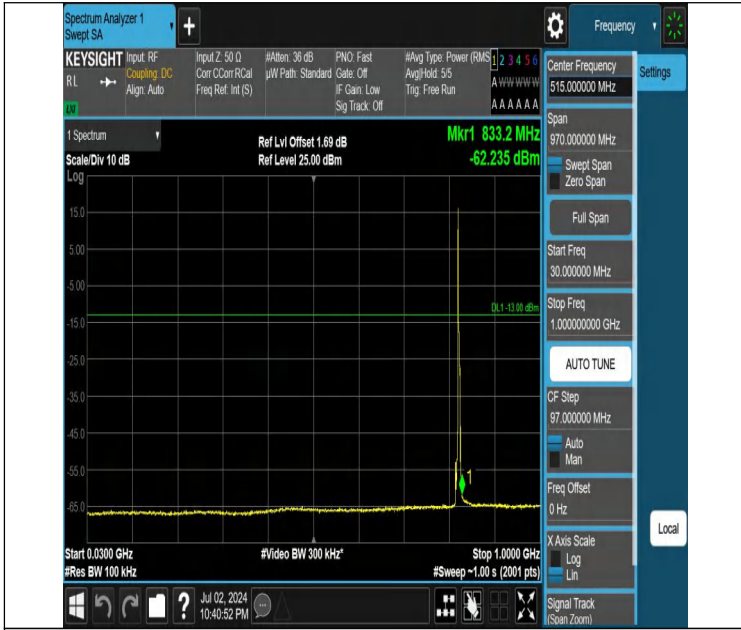 Spectrum Analyzer 1
Swept SA
+
Frequency
KEYSIGHT
RL
Input: RF
Coupling: DC
Align: Auto
Input Z: 50 Ω
Corr CCorr RCal
Freq Ref: Int (S)
#Atten: 36 dB
µW Path: Standard
PNO: Fast
Gate: Off
IF Gain: Low
Sig Track: Off
#Avg Type: Power (RMS
Avg|Hold: 5/5
Trig: Free Run
1 2 3 4 5 6
A W W W W W
A A A A A A
1 Spectrum
Scale/Div 10 dB
Ref Lvl Offset 1.69 dB
Ref Level 25.00 dBm
Mkr1 833.2 MHz
-62.235 dBm
Log
15.0
5.00
-5.00
DL1 -13.00 dBm
-15.0
-25.0
-35.0
-45.0
-55.0
1
-65.0
Start 0.0300 GHz
#Res BW 100 kHz
#Video BW 300 kHz*
Stop 1.0000 GHz
#Sweep ~1.00 s (2001 pts)
Center Frequency
515.000000 MHz
Span
970.000000 MHz
Swept Span
Zero Span
Full Span
Start Freq
30.000000 MHz
Stop Freq
1.000000000 GHz
AUTO TUNE
CF Step
97.000000 MHz
Auto
Man
Freq Offset
0 Hz
X Axis Scale
Log
Lin
Signal Track
(Span Zoom)
Settings
Local
?
Jul 02, 2024
10:40:52 PM